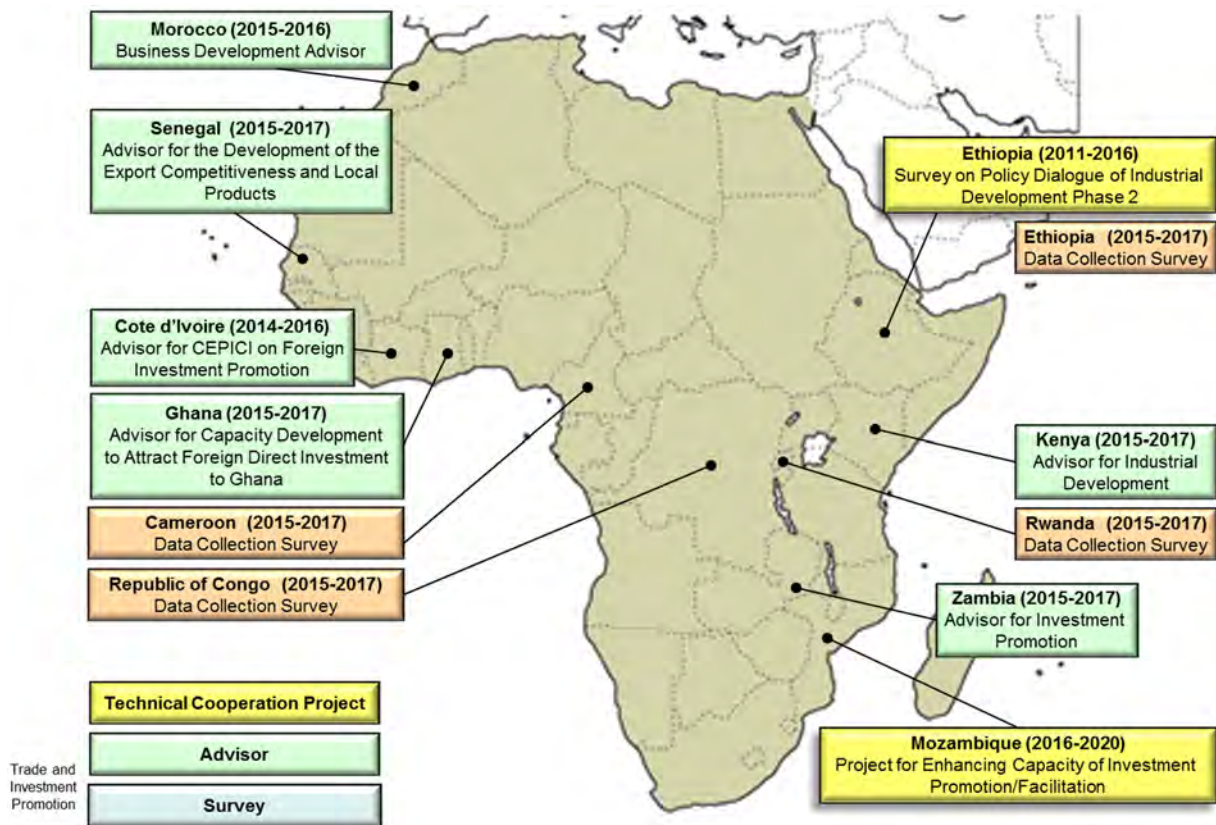 Morocco (2015-2016)
Business Development Advisor
Senegal (2015-2017)
Advisor for the Development of the
Export Competitiveness and Local
Products
Cote d'Ivoire (2014-2016)
Advisor for CEPICI on Foreign
Investment Promotion
Ghana (2015-2017)
Advisor for Capacity Development
to Attract Foreign Direct Investment
to Ghana
Cameroon (2015-2017)
Data Collection Survey
Republic of Congo (2015-2017)
Data Collection Survey
Ethiopia (2011-2016)
Survey on Policy Dialogue of Industrial
Development Phase 2
Ethiopia (2015-2017)
Data Collection Survey
Kenya (2015-2017)
Advisor for Industrial
Development
Rwanda (2015-2017)
Data Collection Survey
Zambia (2015-2017)
Advisor for Investment
Promotion
Mozambique (2016-2020)
Project for Enhancing Capacity of Investment
Promotion/Facilitation
Trade and
Investment
Promotion
Technical Cooperation Project
Advisor
Survey